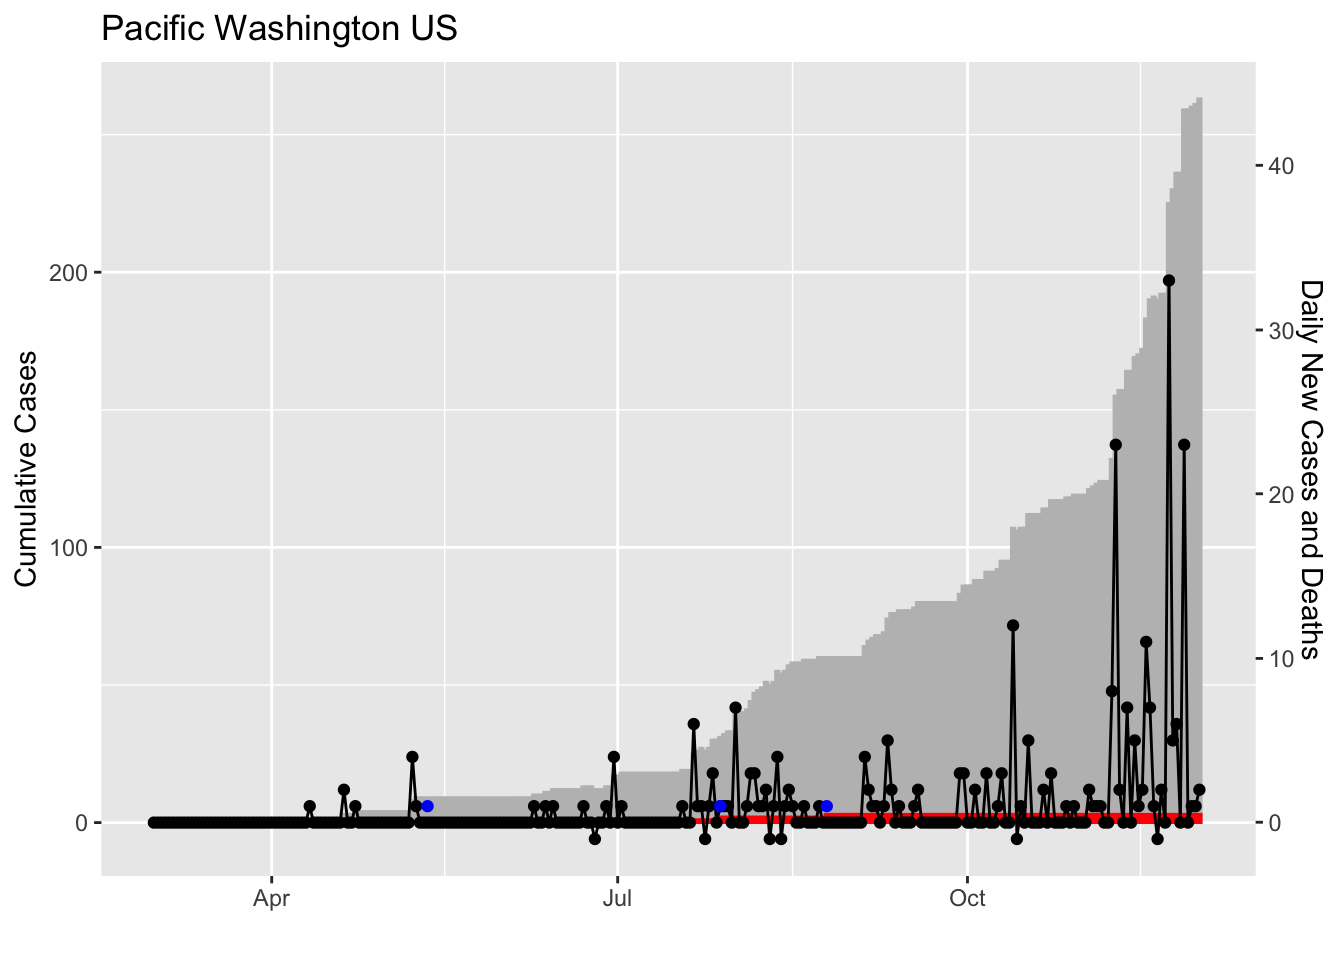 Pacific Washington US
Cumulative Cases
200
100
0
40
30
20
10
0
Daily New Cases and Deaths
Apr
Jul
Oct